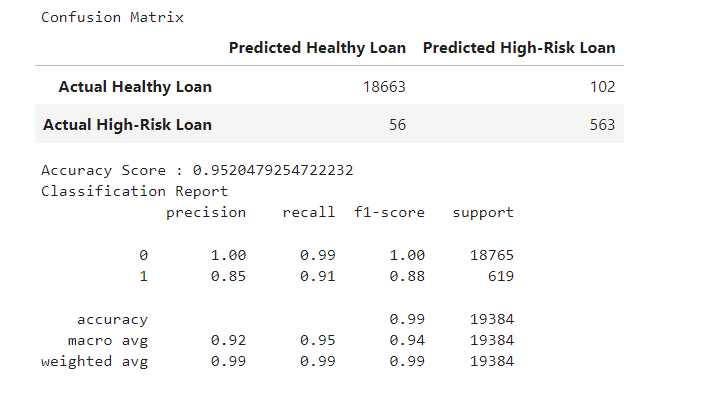 Confusion Matrix
Predicted Healthy Loan Predicted High-Risk Loan
Actual Healthy Loan 18663 102
Actual High-Risk Loan 56 563
Accuracy Score : 0.9520479254722232
Classification Report
precision recall f1-score support
0 1.00 0.99 1.00 18765
1 0.85 0.91 0.88 619
accuracy 0.99 19384
macro avg 0.92 0.95 0.94 19384
weighted avg 0.99 0.99 0.99 19384